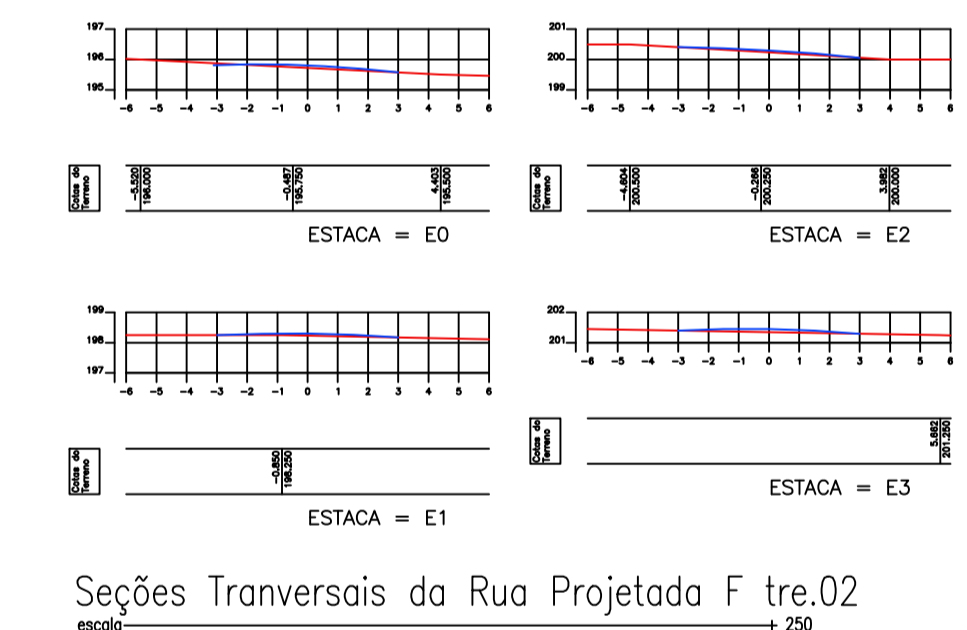 197
196
195
-6 -5 -4 -3 -2 -1 0 1 2 3 4 5 6
Cotas do
Terreno
-5.520
196.000
-0.487
195.750
4.403
195.500
ESTACA = E0
201
200
199
-6 -5 -4 -3 -2 -1 0 1 2 3 4 5 6
Cotas do
Terreno
-4.604
200.500
-0.266
200.250
3.982
200.000
ESTACA = E2
199
198
197
-6 -5 -4 -3 -2 -1 0 1 2 3 4 5 6
Cotas do
Terreno
-0.850
198.250
ESTACA = E1
202
201
-6 -5 -4 -3 -2 -1 0 1 2 3 4 5 6
Cotas do
Terreno
5.662
201.250
ESTACA = E3
Seções Tranversais da Rua Projetada F tre.02
escala 250